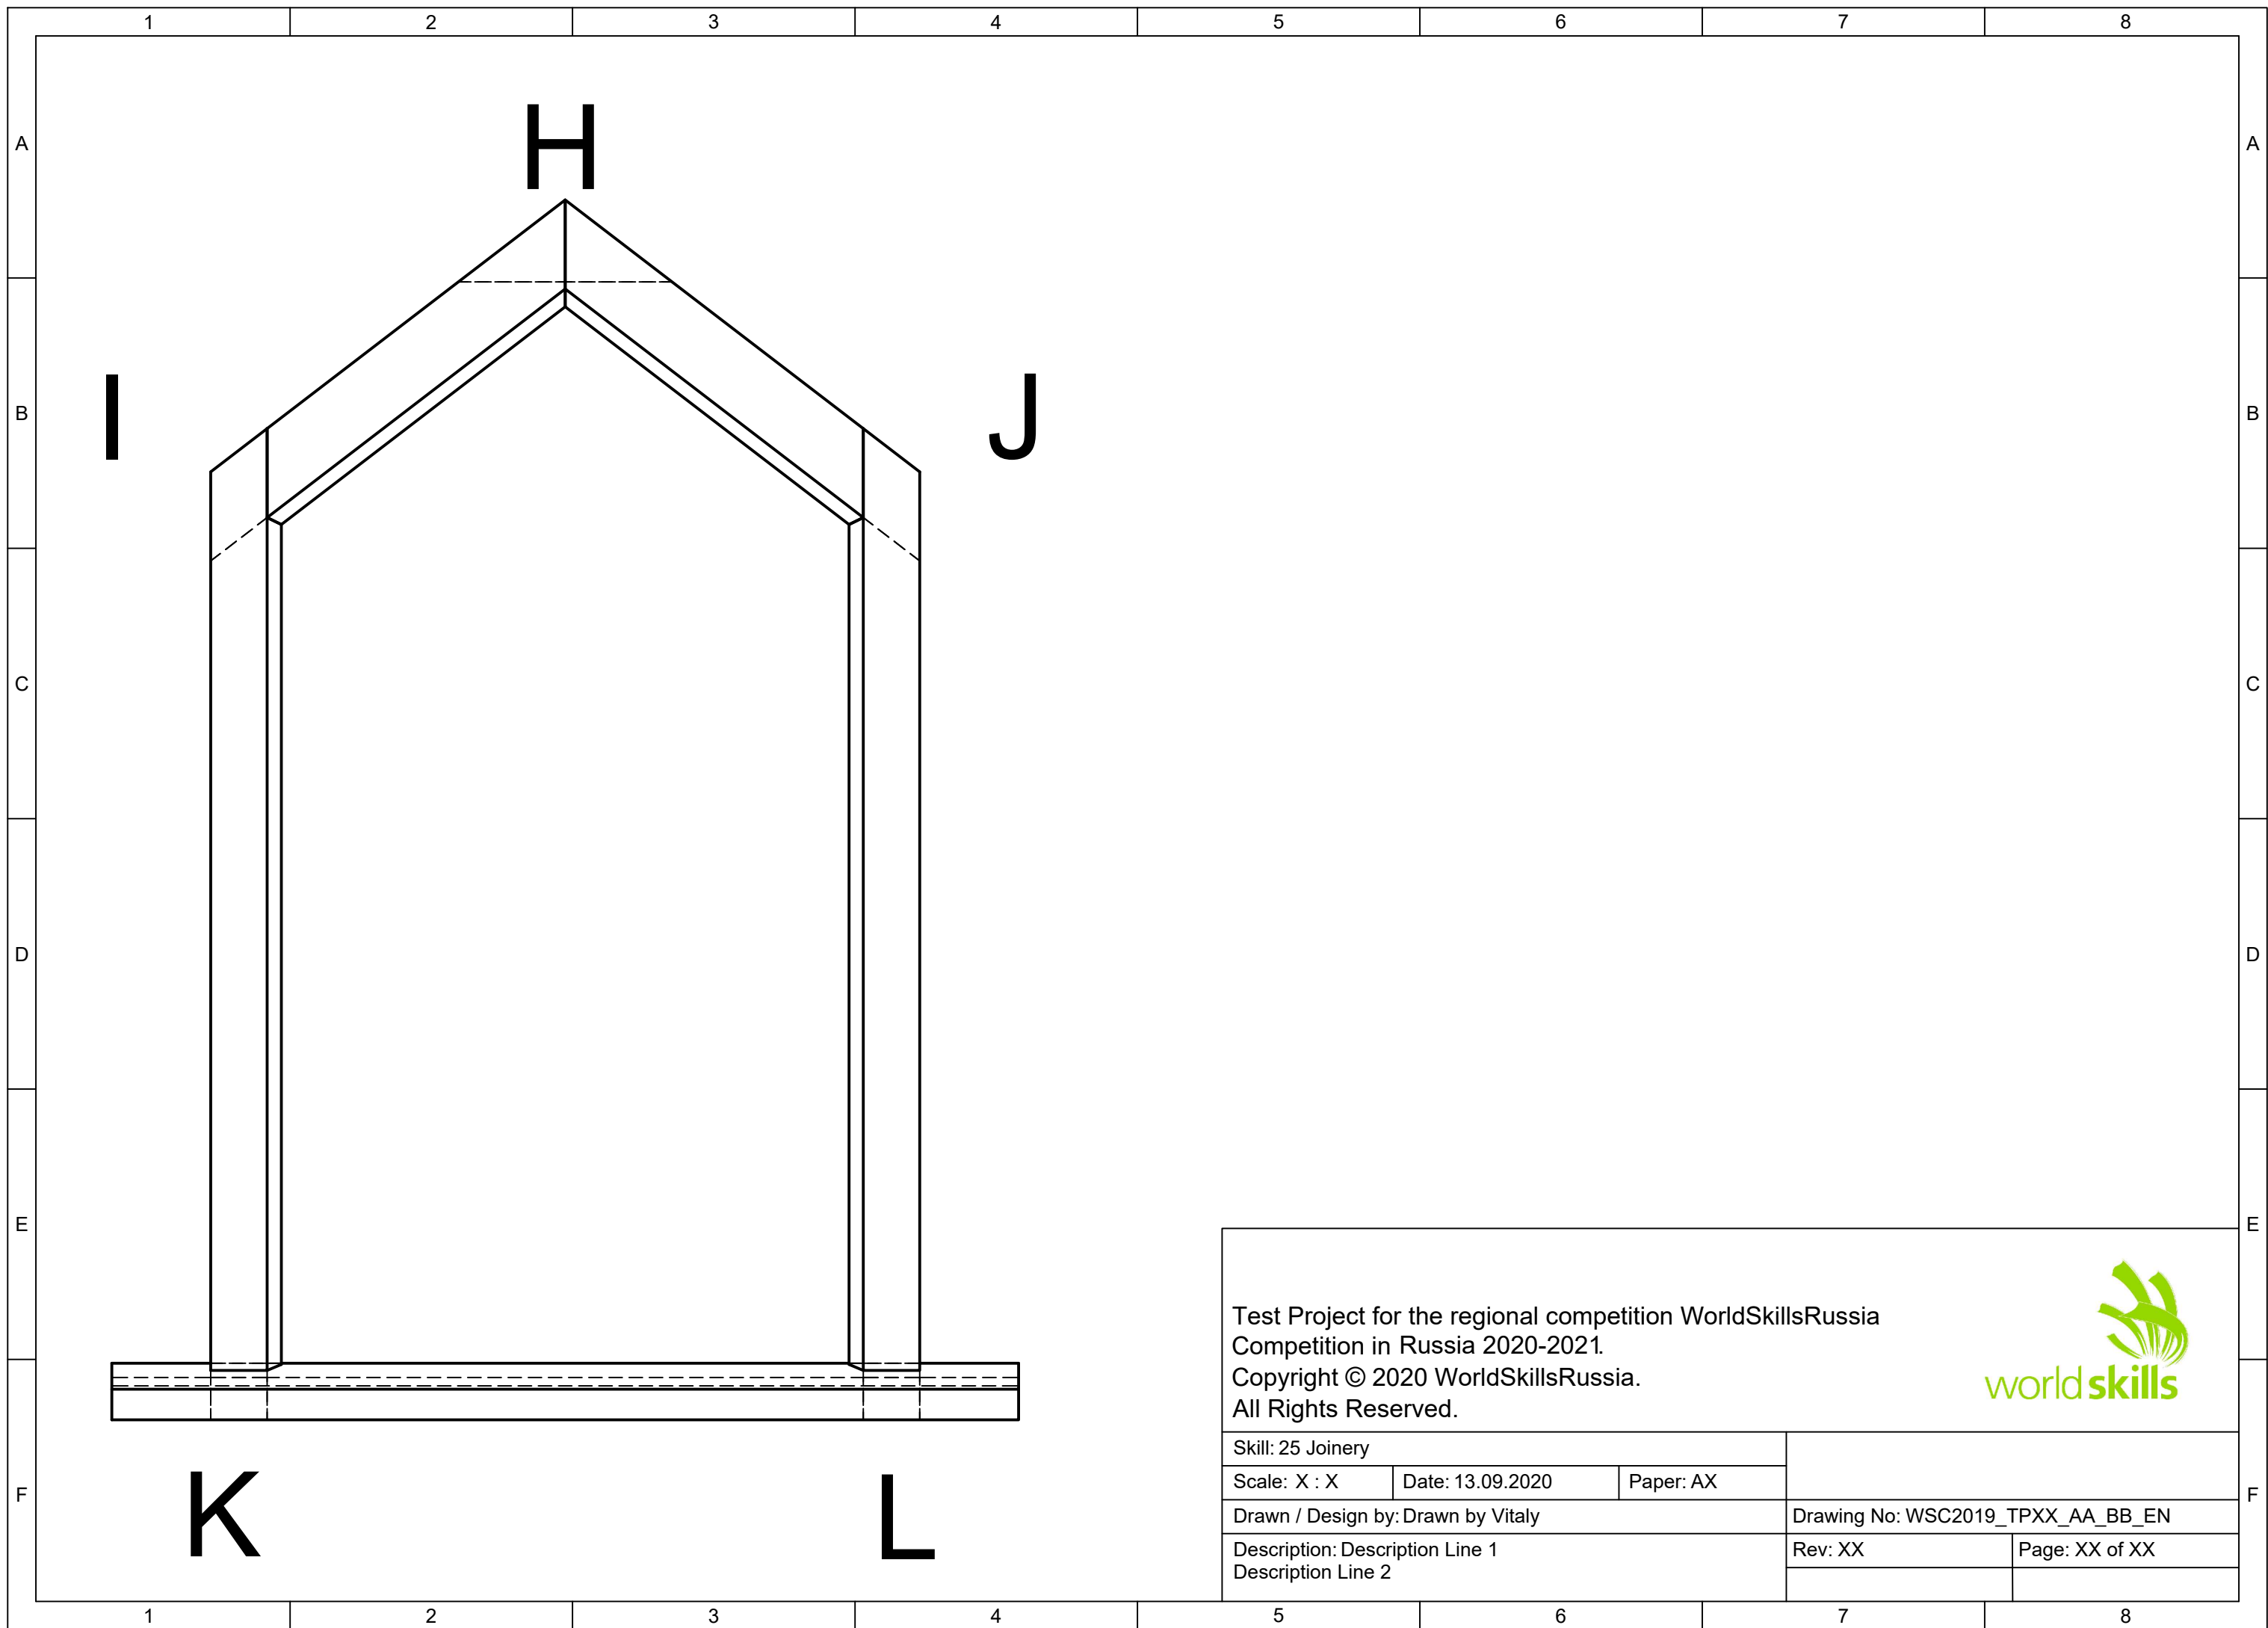 1 2 3 4 5 6 7 8
H
A A
I J
B B
C C
D D
E E
Test Project for the regional competition WorldSkillsRussia
Competition in Russia 2020-2021.
Copyright © 2020 WorldSkillsRussia.
All Rights Reserved.
worldskills
Skill: 25 Joinery
Scale: X : X Date: 13.09.2020 Paper: AX
K L
F F
Drawn / Design by: Drawn by Vitaly Drawing No: WSC2019_TPXX_AA_BB_EN
Description: Description Line 1 Rev: XX Page: XX of XX
Description Line 2
1 2 3 4 5 6 7 8